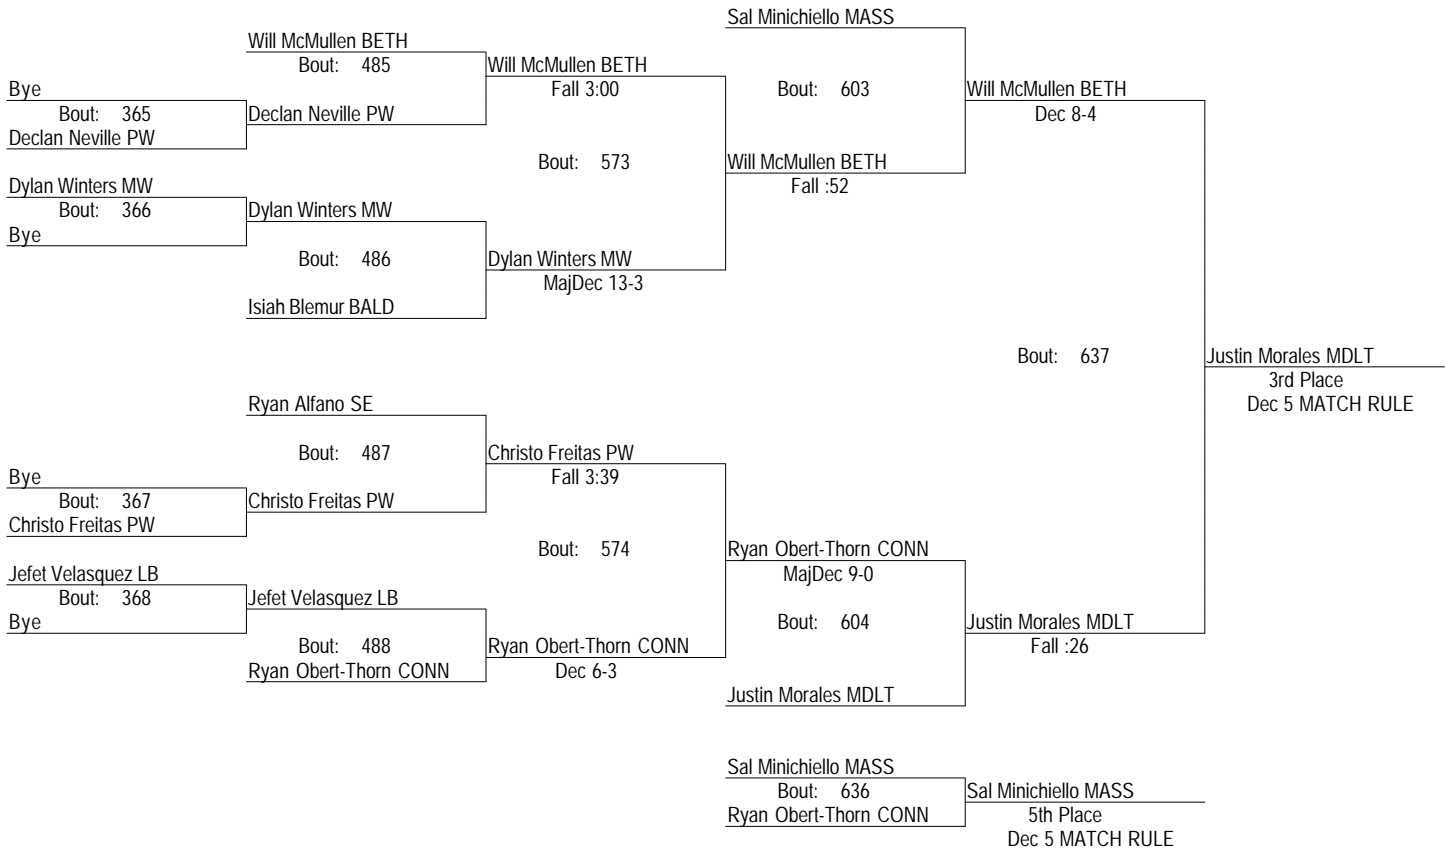 Sal Minichiello MASS
Will McMullen BETH
Bout: 485
Will McMullen BETH
Fall 3:00
Bye
Bout: 365
Declan Neville PW
Declan Neville PW
Bout: 603
Will McMullen BETH
Dec 8-4
Bout: 573
Will McMullen BETH
Fall :52
Dylan Winters MW
Bout: 366
Bye
Dylan Winters MW
Bout: 486
Dylan Winters MW
MajDec 13-3
Isiah Blemur BALD
Bout: 637
Justin Morales MDLT
3rd Place
Dec 5 MATCH RULE
Ryan Alfano SE
Bout: 487
Christo Freitas PW
Fall 3:39
Bye
Bout: 367
Christo Freitas PW
Christo Freitas PW
Bout: 574
Ryan Obert-Thorn CONN
MajDec 9-0
Jefet Velasquez LB
Bout: 368
Bye
Jefet Velasquez LB
Bout: 488
Ryan Obert-Thorn CONN
Ryan Obert-Thorn CONN
Dec 6-3
Bout: 604
Justin Morales MDLT
Fall :26
Justin Morales MDLT
Sal Minichiello MASS
Bout: 636
Ryan Obert-Thorn CONN
Sal Minichiello MASS
5th Place
Dec 5 MATCH RULE